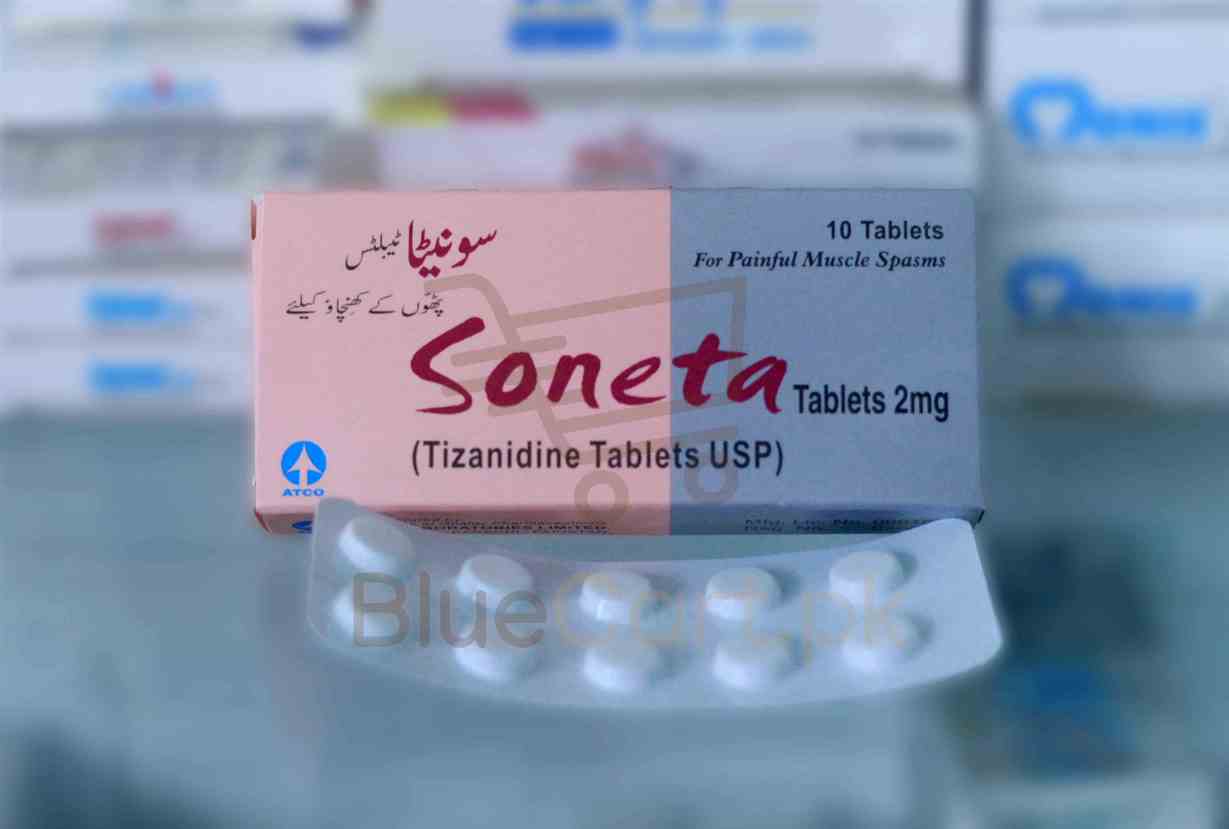 سونیٹا ٹیبلٹس
پٹھوں کے کھنچاؤ کیلئے
10 Tablets
For Painful Muscle Spasms
Soneta Tablets 2mg
(Tizanidine Tablets USP)
ATCO
BlueCart.pk